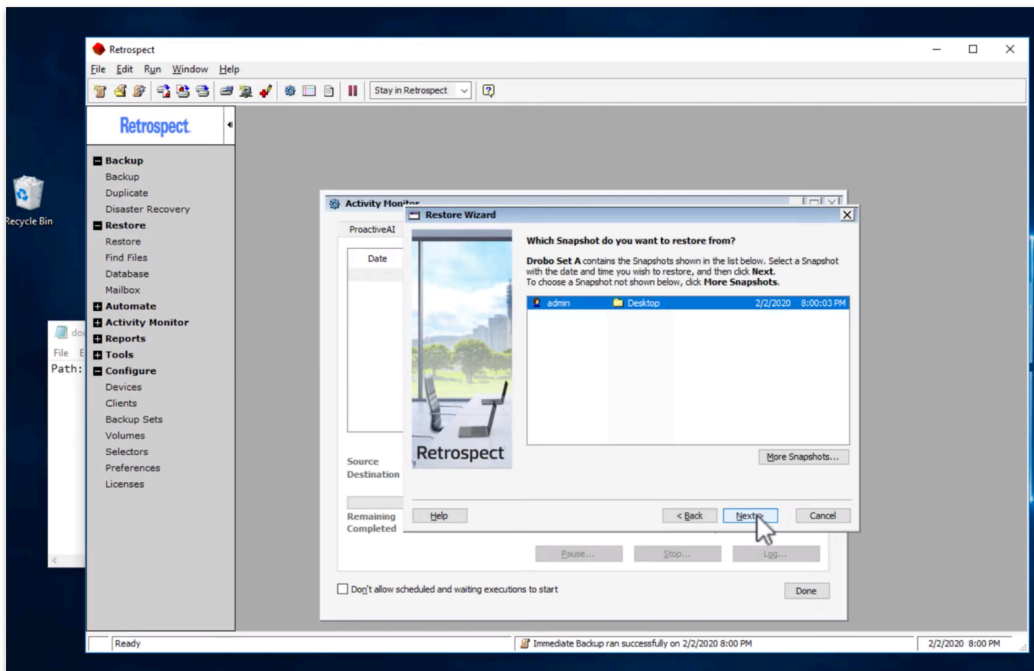 Retrospect
File Edit Run Window Help
Stay in Retrospect
Retrospect
Backup
Backup
Duplicate
Disaster Recovery
Restore
Restore
Find Files
Database
Mailbox
Automate
Activity Monitor
Reports
Tools
Configure
Devices
Clients
Backup Sets
Volumes
Selectors
Preferences
Licenses
Recycle Bin
File
Path:
Activity Monitor
ProactiveAI
Date
Source
Destination
Remaining
Completed
Pause...
Stop...
Log...
Don't allow scheduled and waiting executions to start
Done
Restore Wizard
Which Snapshot do you want to restore from?
Drobo Set A contains the Snapshots shown in the list below. Select a Snapshot
with the date and time you wish to restore, and then click Next.
To choose a Snapshot not shown below, click More Snapshots.
admin Desktop 2/2/2020 8:00:03 PM
Retrospect
More Snapshots...
Help
< Back
Next >
Cancel
Ready
Immediate Backup ran successfully on 2/2/2020 8:00 PM
2/2/2020 8:00 PM